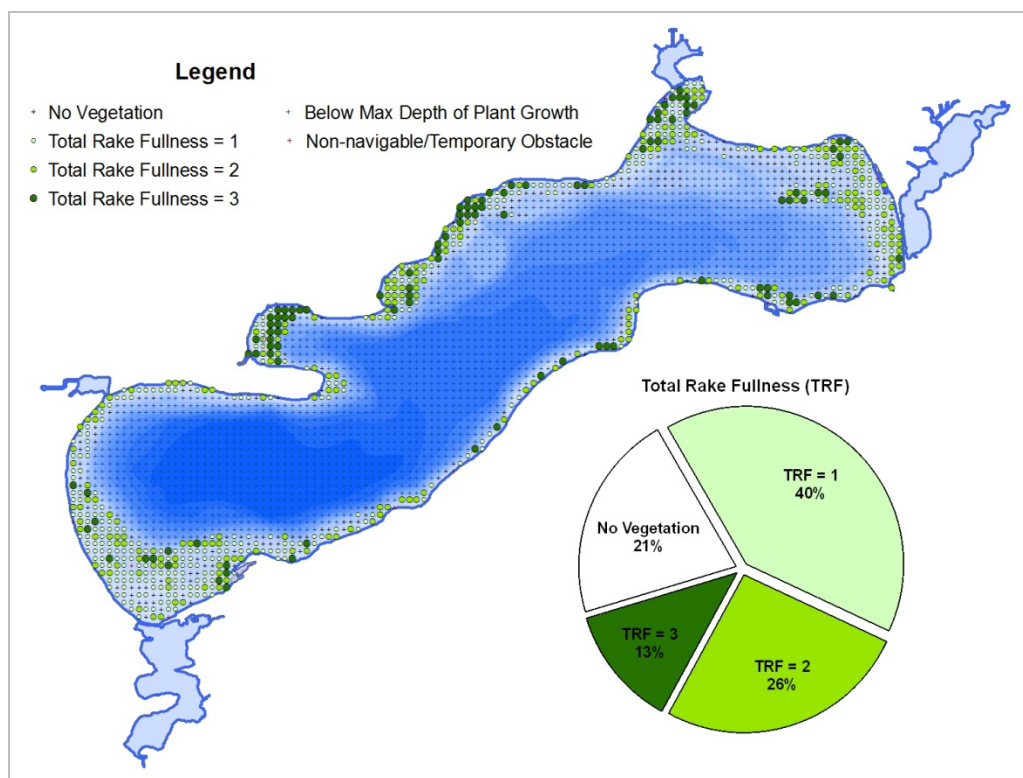 Legend
No Vegetation
Total Rake Fullness = 1
Total Rake Fullness = 2
Total Rake Fullness = 3
Below Max Depth of Plant Growth
Non-navigable/Temporary Obstacle
Total Rake Fullness (TRF)
TRF = 1
40%
No Vegetation
21%
TRF = 3
13%
TRF = 2
26%